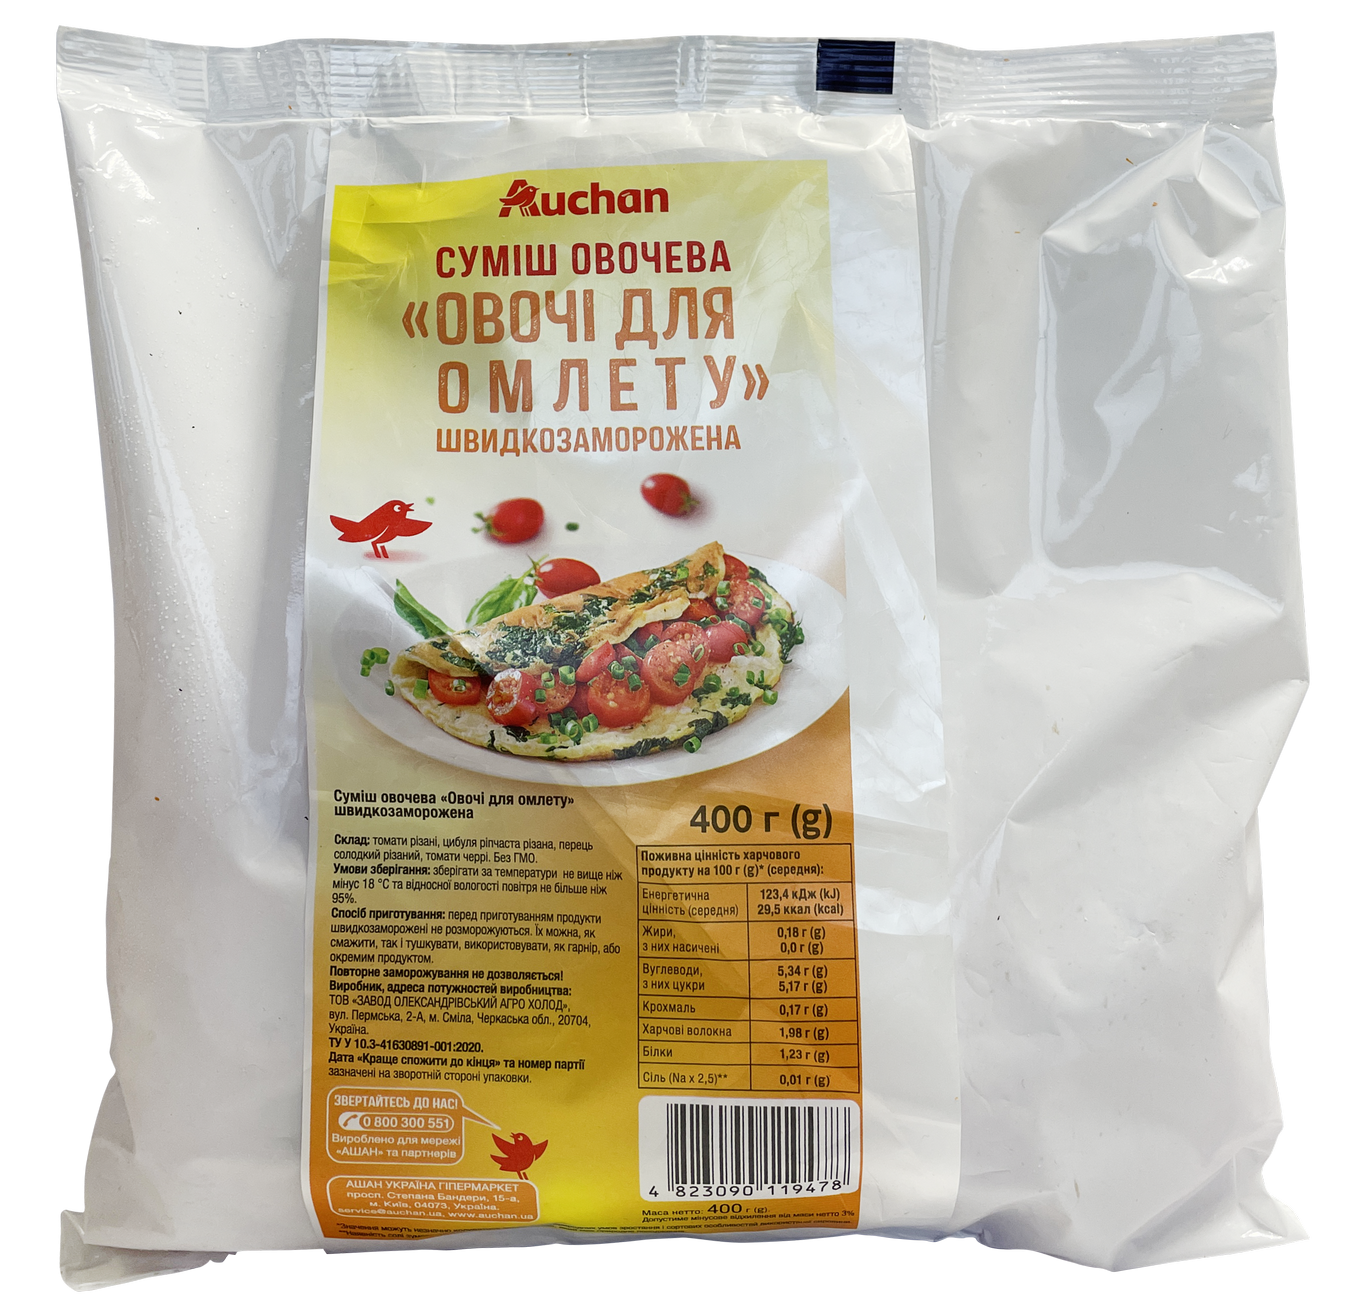 Auchan
СУМІШ ОВОЧЕВА
«ОВОЧІ ДЛЯ
ОМЛЕТУ»
ШВИДКОЗАМОРОЖЕНА
Суміш овочева «Овочі для омлету»
швидкозаморожена
Склад: томати різані, цибуля ріпчаста різана, перець
солодкий різаний, томати черрі. Без ГМО.
Умови зберігання: зберігати за температури не вище ніж
мінус 18 °С та відносної вологості повітря не більше ніж
95%.
Спосіб приготування: перед приготуванням продукти
швидкозаморожені не розморожуються. Їх можна, як
смажити, так і тушкувати, використовувати, як гарнір, або
окремим продуктом.
Повторне заморожування не дозволяється!
Виробник, адреса потужностей виробництва:
ТОВ «ЗАВОД ОЛЕКСАНДРІВСЬКИЙ АГРО ХОЛОД»,
вул. Пермська, 2-А, м. Сміла, Черкаська обл., 20704,
Україна.
ТУ У 10.3-41630891-001:2020.
Дата «Краще спожити до кінця» та номер партії
зазначені на зворотній стороні упаковки.
ЗВЕРТАЙТЕСЬ ДО НАС!
0 800 300 551
Вироблено для мережі
«АШАН» та партнерів
АШАН УКРАЇНА ГІПЕРМАРКЕТ
просп. Степана Бандери, 15-а,
м. Київ, 04073, Україна.
service@auchan.ua, www.auchan.ua
400 г (g)
Поживна цінність харчового
продукту на 100 г (g)* (середня):
Енергетична 123,4 кДж (kJ)
цінність (середня) 29,5 ккал (kcal)
Жири, 0,18 г (g)
з них насичені 0,0 г (g)
Вуглеводи, 5,34 г (g)
з них цукри 5,17 г (g)
Крохмаль 0,17 г (g)
Харчові волокна 1,98 г (g)
Білки 1,23 г (g)
Сіль (Na x 2,5)** 0,01 г (g)
4 823090 119478
Маса нетто: 400 г (g).
Допустиме мінусове відхилення від маси нетто 3%
*Значення можуть